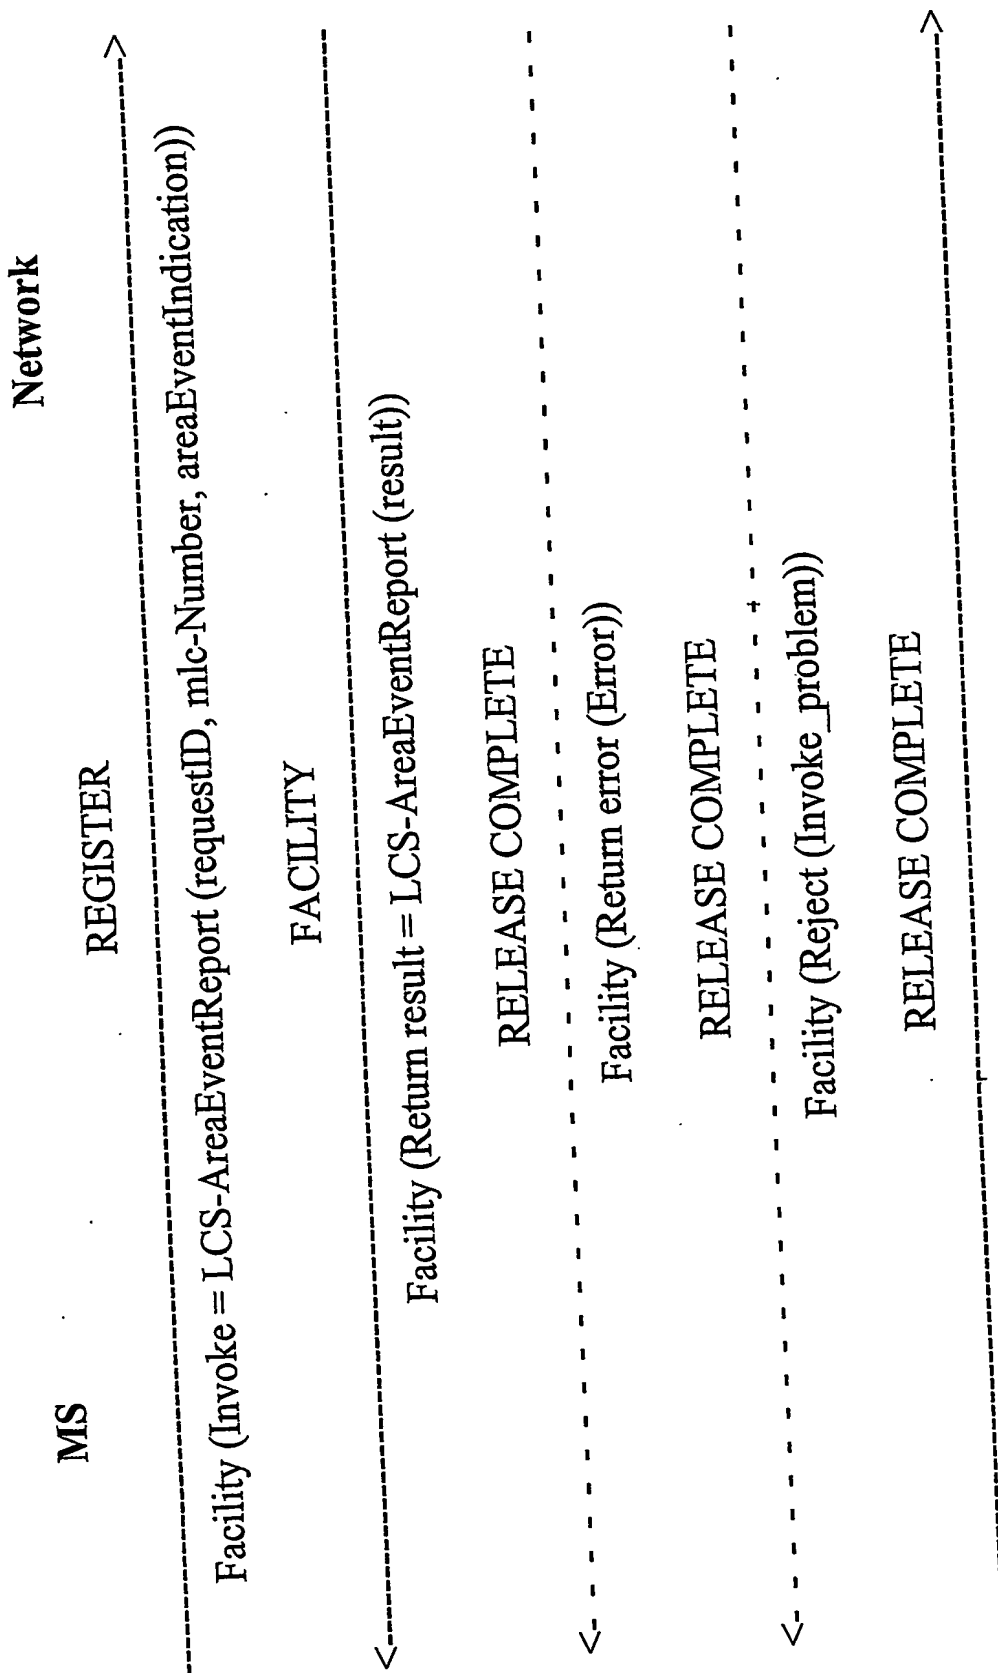 MS
Network
REGISTER
Facility (Invoke = LCS-AreaEventReport (requestID, mlc-Number, areaEventIndication))
FACILITY
Facility (Return result = LCS-AreaEventReport (result))
RELEASE COMPLETE
Facility (Return error (Error))
RELEASE COMPLETE
Facility (Reject (Invoke_problem))
RELEASE COMPLETE